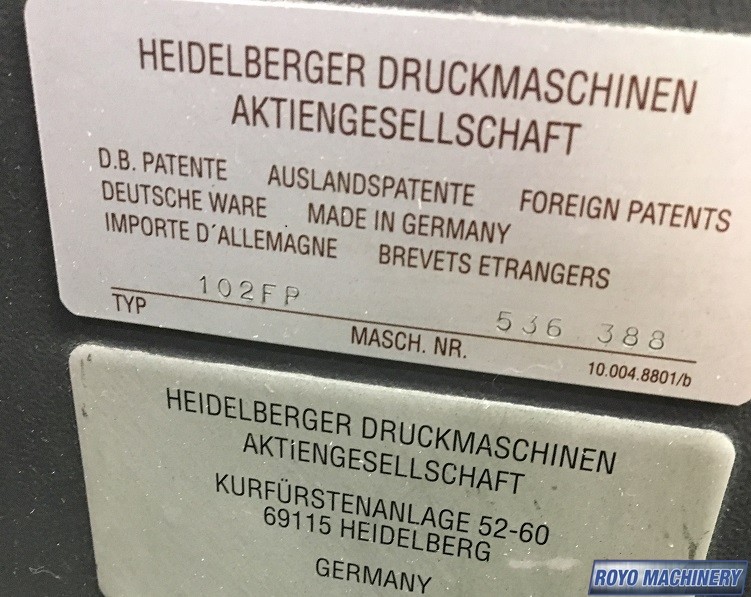 HEIDELBERGER DRUCKMASCHINEN
AKTIENGESELLSCHAFT
D.B. PATENTE AUSLANDSPATENTE FOREIGN PATENTS
DEUTSCHE WARE MADE IN GERMANY
IMPORTE D´ALLEMAGNE BREVETS ETRANGERS
TYP 102FP MASCH. NR. 536 388
10.004.8801/b
HEIDELBERGER DRUCKMASCHINEN
AKTIENGESELLSCHAFT
KURFÜRSTENANLAGE 52-60
69115 HEIDELBERG
GERMANY
ROYO MACHINERY